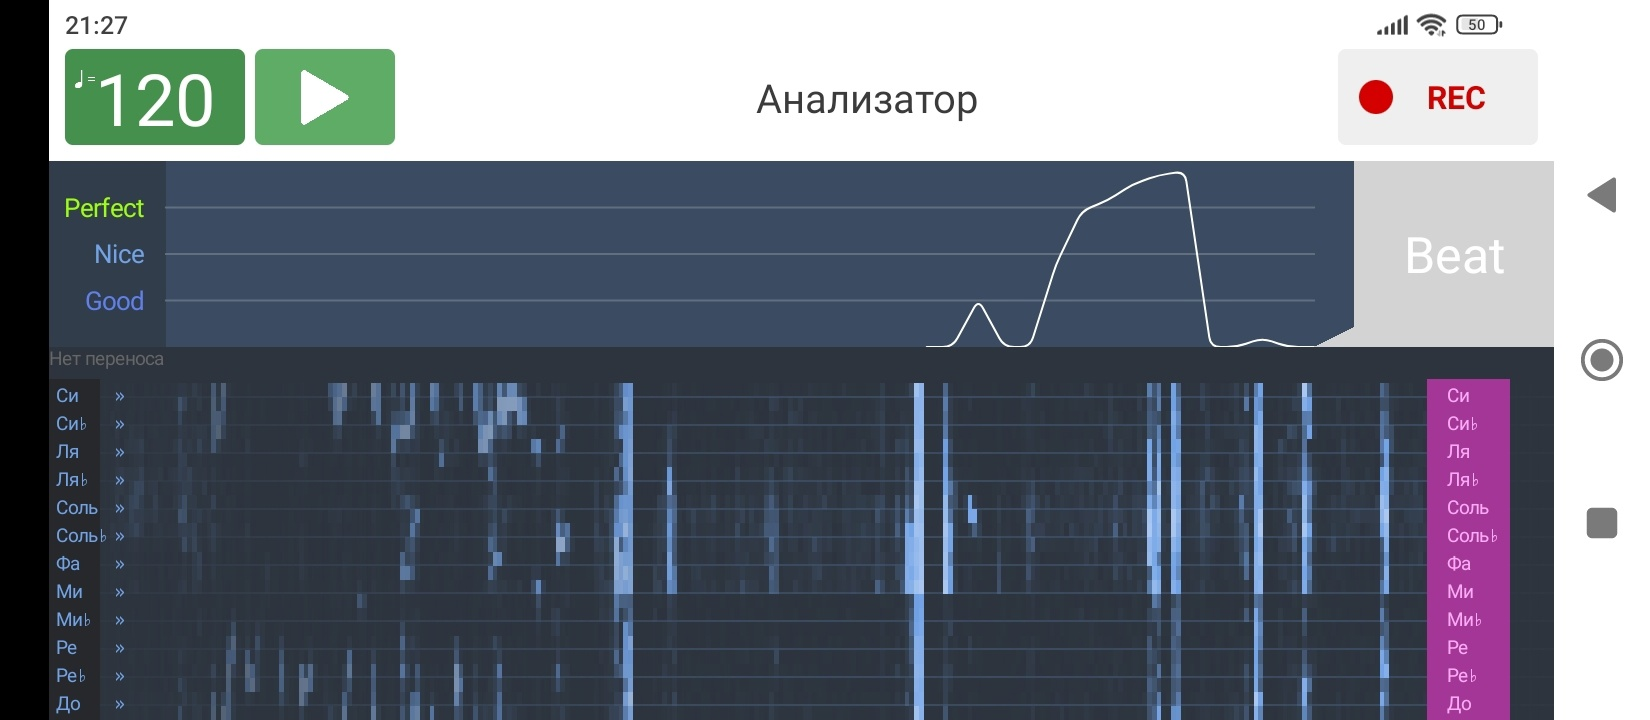 21:27
50
♩=120
Анализатор
REC
Perfect
Nice
Good
Beat
Нет переноса
Си » Си
Си♭ » Си♭
Ля » Ля
Ля♭ » Ля♭
Соль » Соль
Соль♭ » Соль♭
Фа » Фа
Ми » Ми
Ми♭ » Ми♭
Ре » Ре
Ре♭ » Ре♭
До » До